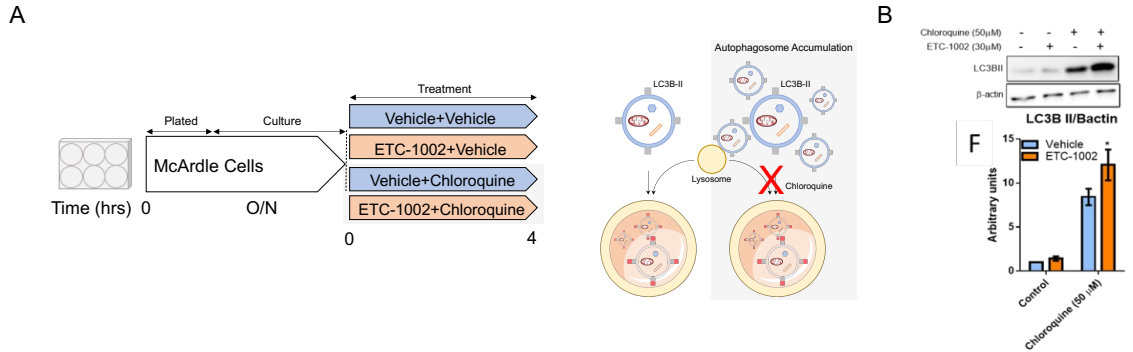 A
Plated
Culture
McArdle Cells
Time (hrs)
0
O/N
Treatment
Vehicle+Vehicle
ETC-1002+Vehicle
Vehicle+Chloroquine
ETC-1002+Chloroquine
0
4
Autophagosome Accumulation
LC3B-II
LC3B-II
Lysosome
X
Chloroquine
B
Chloroquine (50μM) - - + +
ETC-1002 (30μM) - + - +
LC3BII
β-actin
LC3B II/Bactin
F
Vehicle
ETC-1002
*
Arbitrary units
15
10
5
0
Control
Chloroquine (50 μM)